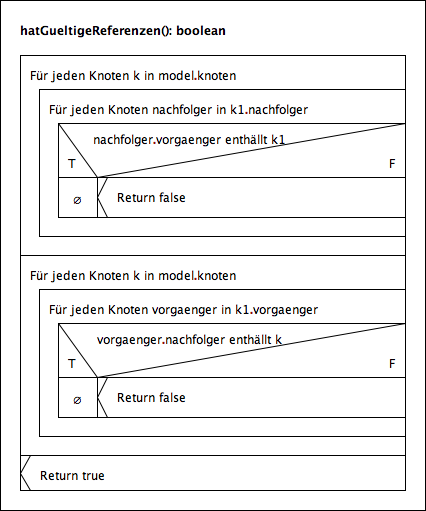 hatGueltigeReferenzen(): boolean
Für jeden Knoten k in model.knoten
Für jeden Knoten nachfolger in k1.nachfolger
nachfolger.vorgaenger enthällt k1
T F
∅ Return false
Für jeden Knoten k in model.knoten
Für jeden Knoten vorgaenger in k1.vorgaenger
vorgaenger.nachfolger enthällt k
T F
∅ Return false
Return true